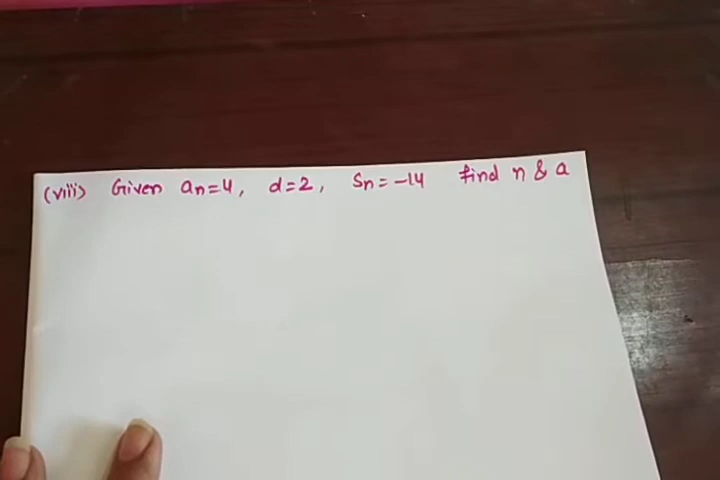 (viii) Given an=4, d=2, Sn=-14 find n & a